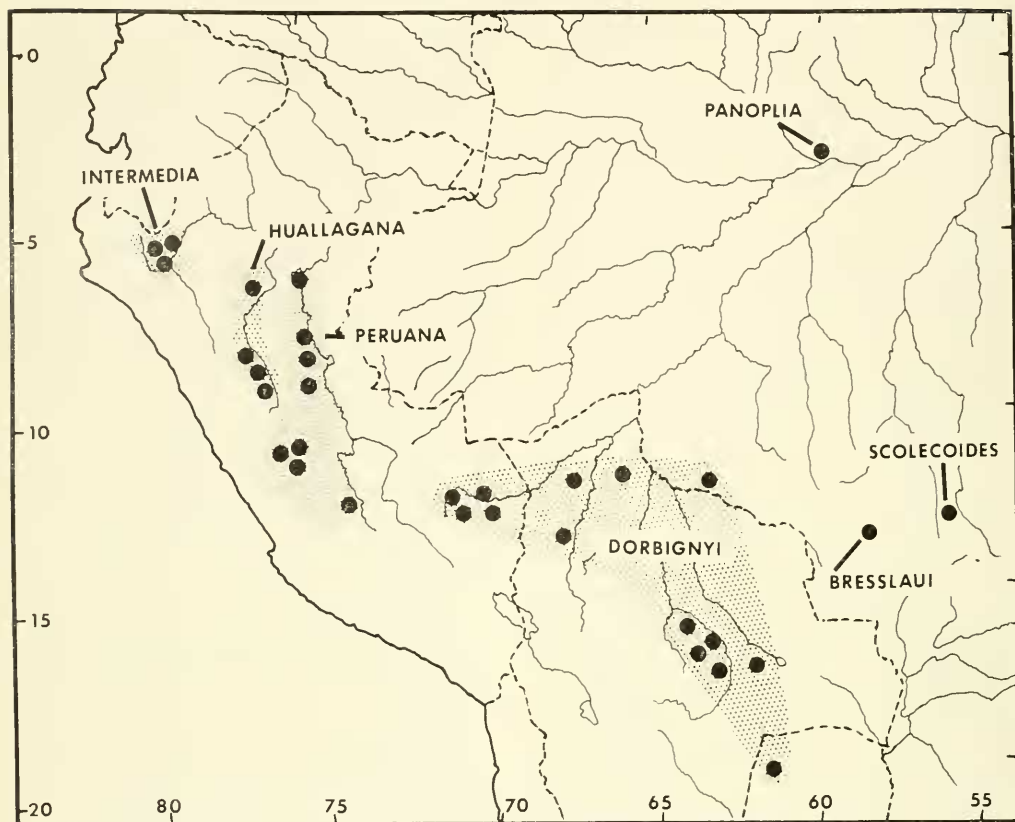 0
PANOPLIA
INTERMEDIA
5
HUALLAGANA
PERUANA
10
SCOLECOIDES
DORBIGNYI
BRESSLAUI
15
20
80 75 70 65 60 55